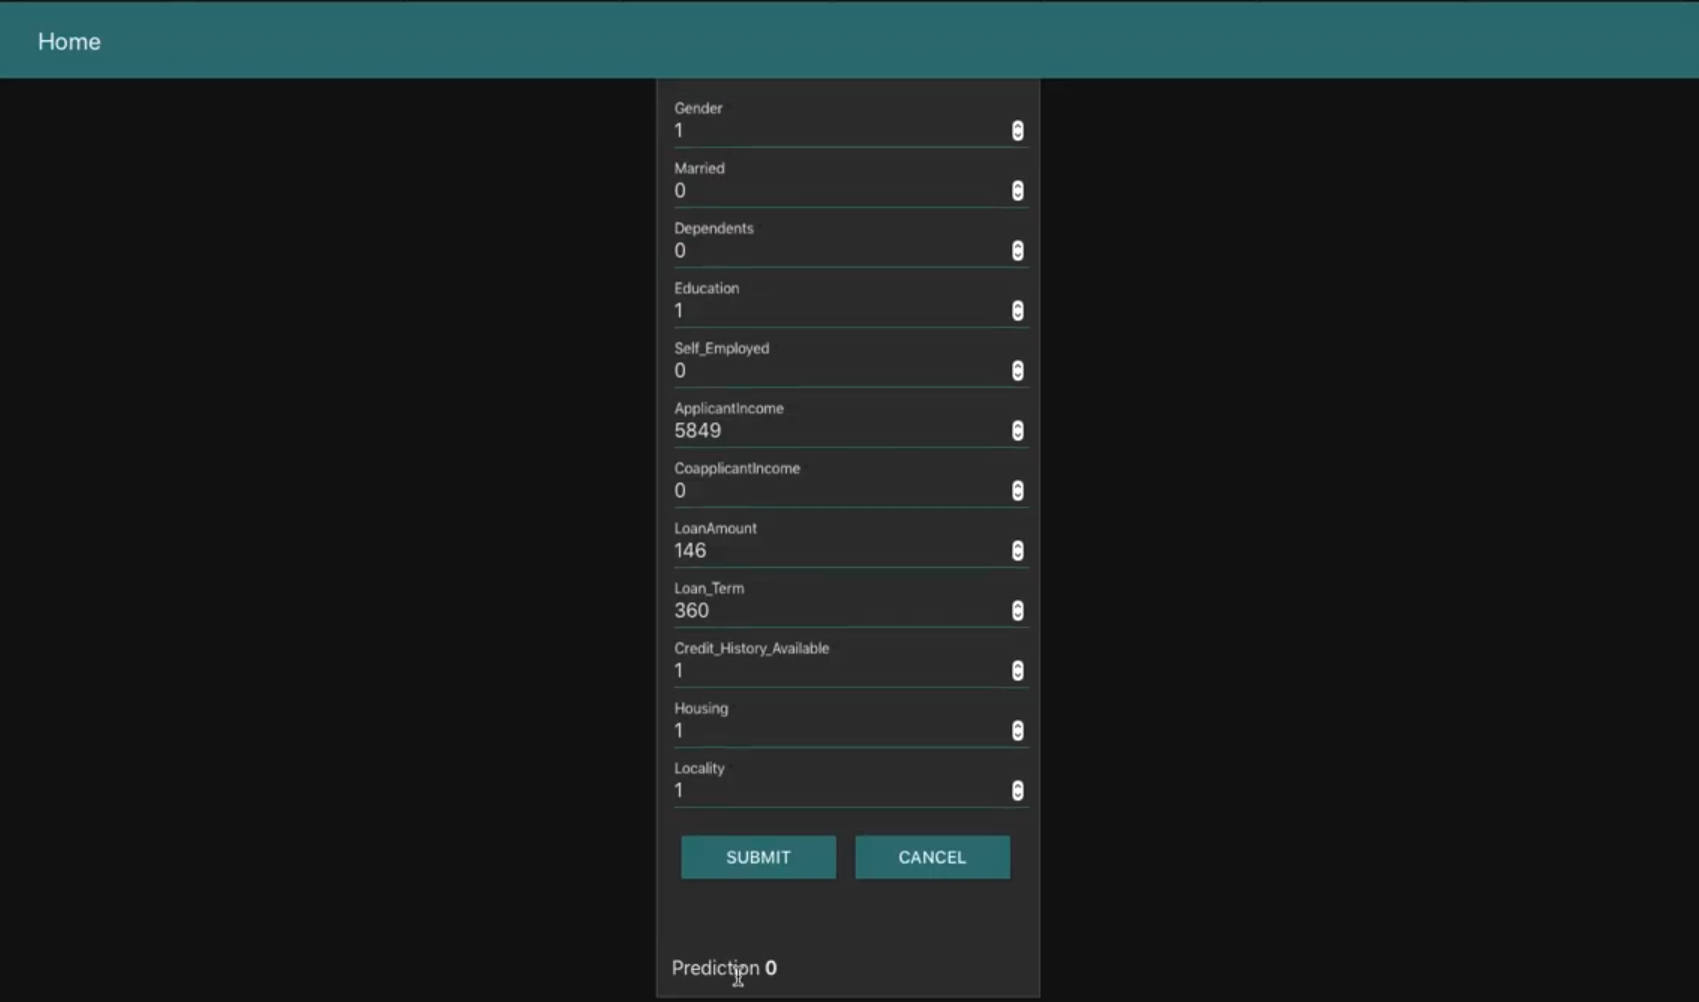 Home
Gender
1
Married
0
Dependents
0
Education
1
Self_Employed
0
ApplicantIncome
5849
CoapplicantIncome
0
LoanAmount
146
Loan_Term
360
Credit_History_Available
1
Housing
1
Locality
1
SUBMIT CANCEL
Prediction 0